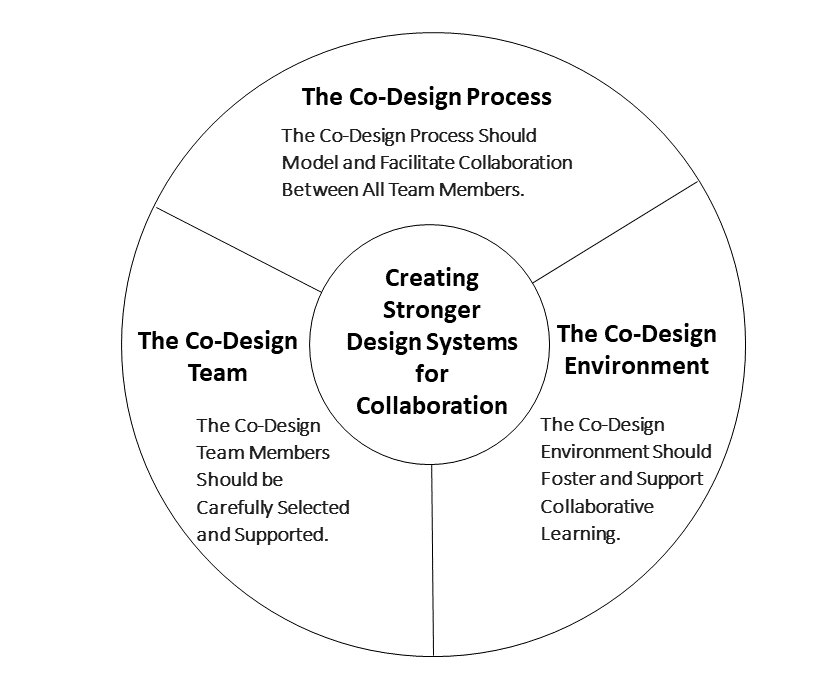 The Co-Design Process
The Co-Design Process Should
Model and Facilitate Collaboration
Between All Team Members.
Creating
Stronger
Design Systems
for
Collaboration
The Co-Design
Team
The Co-Design
Team Members
Should be
Carefully Selected
and Supported.
The Co-Design
Environment
The Co-Design
Environment Should
Foster and Support
Collaborative
Learning.